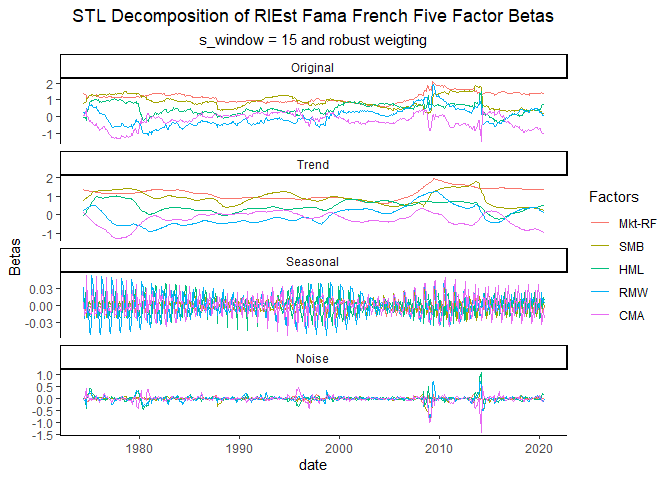 STL Decomposition of RlEst Fama French Five Factor Betas
s_window = 15 and robust weigting
Original
2
1
0
-1
Trend
2
1
0
-1
Seasonal
0.03
0.00
-0.03
Noise
1.0
0.5
0.0
-0.5
-1.0
-1.5
1980 1990 2000 2010 2020
date
Betas
Factors
Mkt-RF
SMB
HML
RMW
CMA